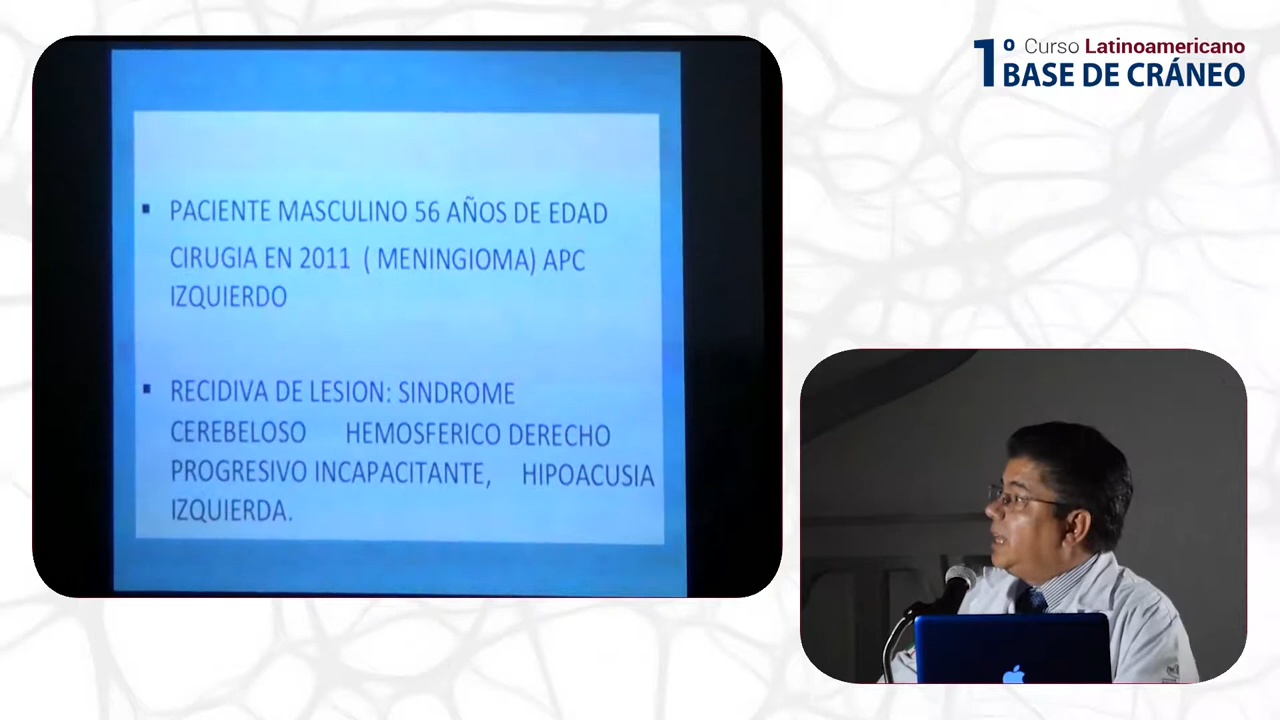 1º Curso Latinoamericano
BASE DE CRÁNEO
PACIENTE MASCULINO 56 AÑOS DE EDAD
CIRUGIA EN 2011 ( MENINGIOMA) APC
IZQUIERDO
RECIDIVA DE LESION: SINDROME
CEREBELOSO HEMOSFERICO DERECHO
PROGRESIVO INCAPACITANTE, HIPOACUSIA
IZQUIERDA.